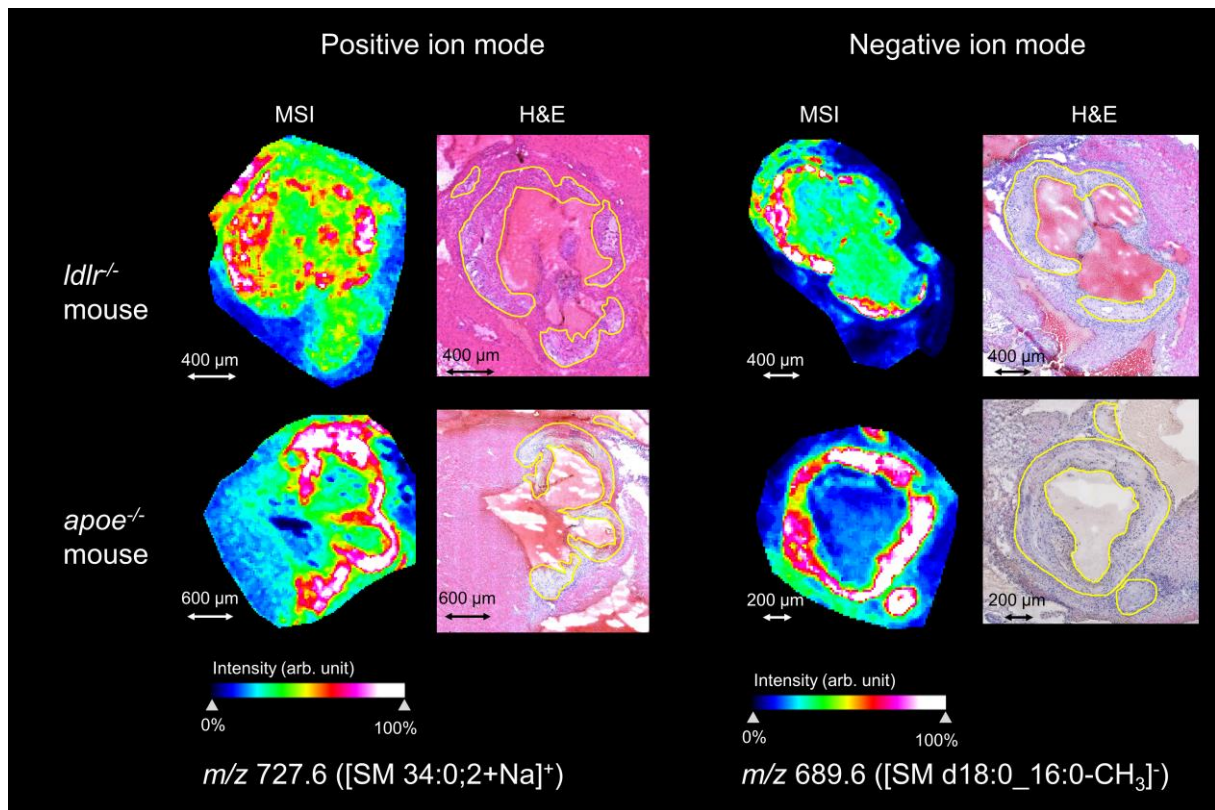 Positive ion mode
Negative ion mode
MSI
H&E
MSI
H&E
ldlr-/-
mouse
400 µm
400 µm
400 µm
400 µm
apoe-/-
mouse
600 µm
600 µm
200 µm
200 µm
Intensity (arb. unit)
0%
100%
Intensity (arb. unit)
0%
100%
m/z 727.6 ([SM 34:0;2+Na]+)
m/z 689.6 ([SM d18:0_16:0-CH3]-)